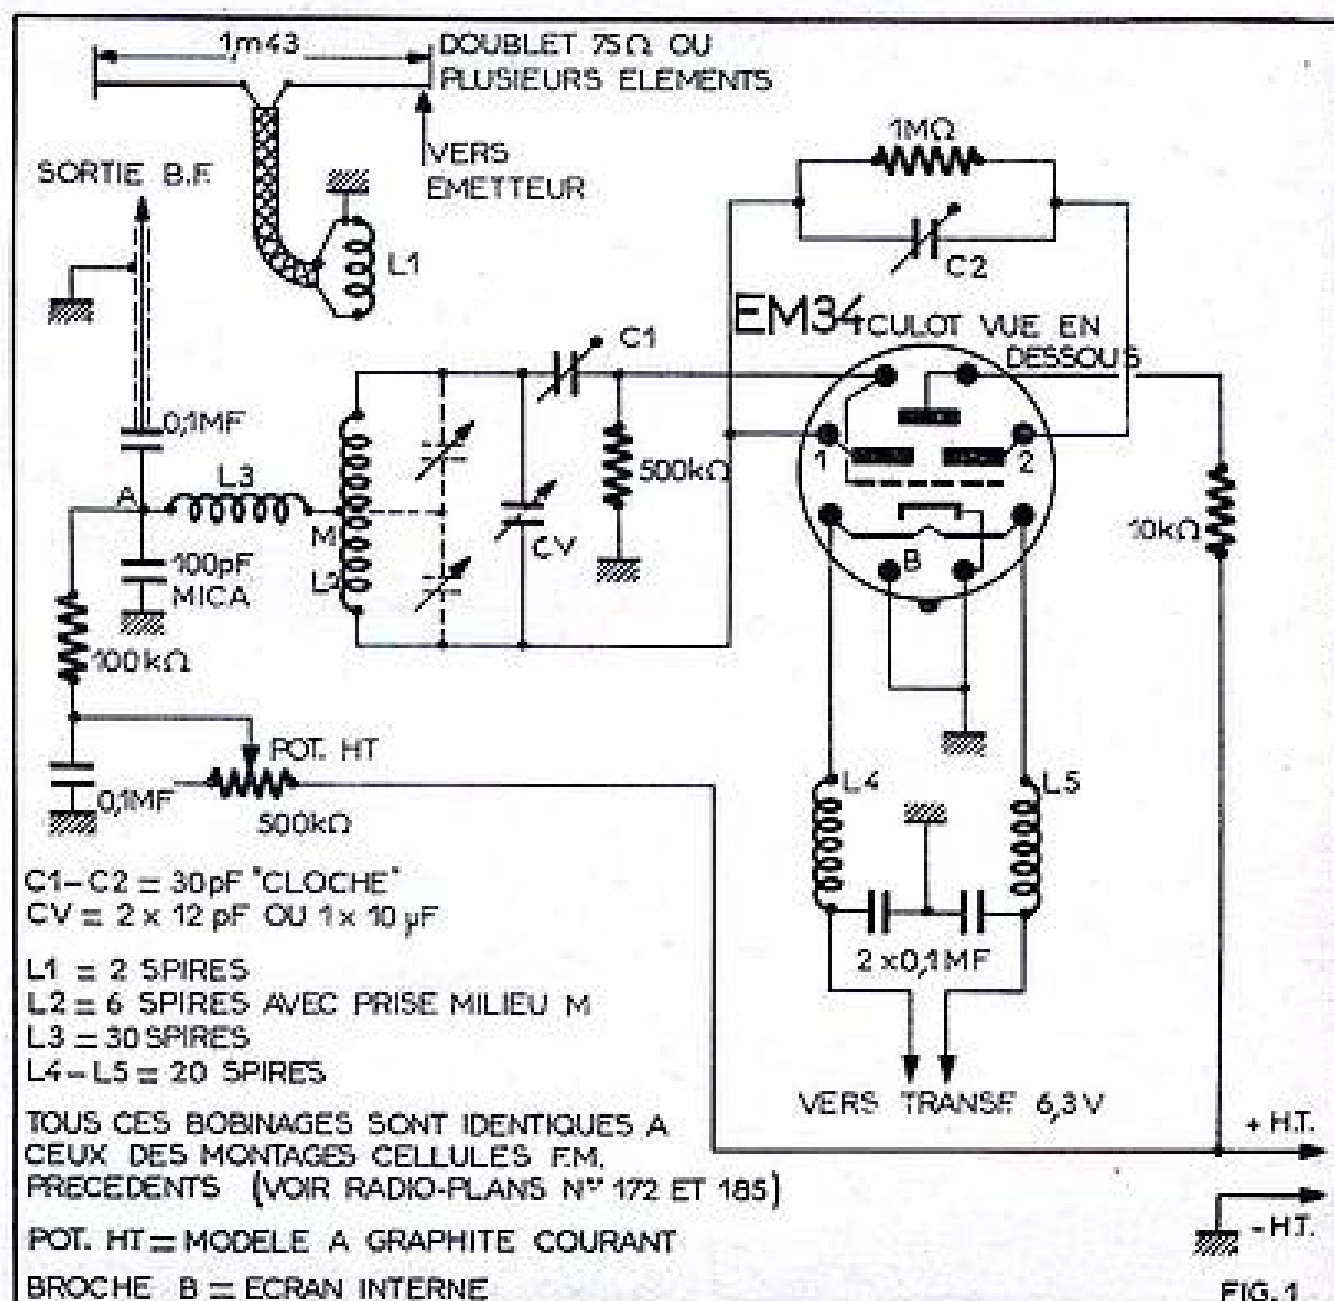 1,m43
DOUBLET 75Ω OU
PLUSIEURS ELEMENTS
VERS
EMETTEUR
SORTIE B.F.
L1
1MΩ
C2
C1
EM34 CULOT VUE EN
DESSOUS
0,1MF
L3
A
M
L2
100pF
MICA
CV
500kΩ
1
2
B
10kΩ
100kΩ
POT. HT
0,1MF
500kΩ
L4
L5
2x0,1MF
VERS TRANSF 6,3V
C1-C2 = 30pF "CLOCHE"
CV = 2 x 12 pF OU 1 x 10 µF
L1 = 2 SPIRES
L2 = 6 SPIRES AVEC PRISE MILIEU M
L3 = 30 SPIRES
L4-L5 = 20 SPIRES
TOUS CES BOBINAGES SONT IDENTIQUES A
CEUX DES MONTAGES CELLULES F.M.
PRECEDENTS (VOIR RADIO-PLANS Nos 172 ET 185)
POT. HT = MODELE A GRAPHITE COURANT
BROCHE B = ECRAN INTERNE
+ H.T.
- H.T.
FIG. 1